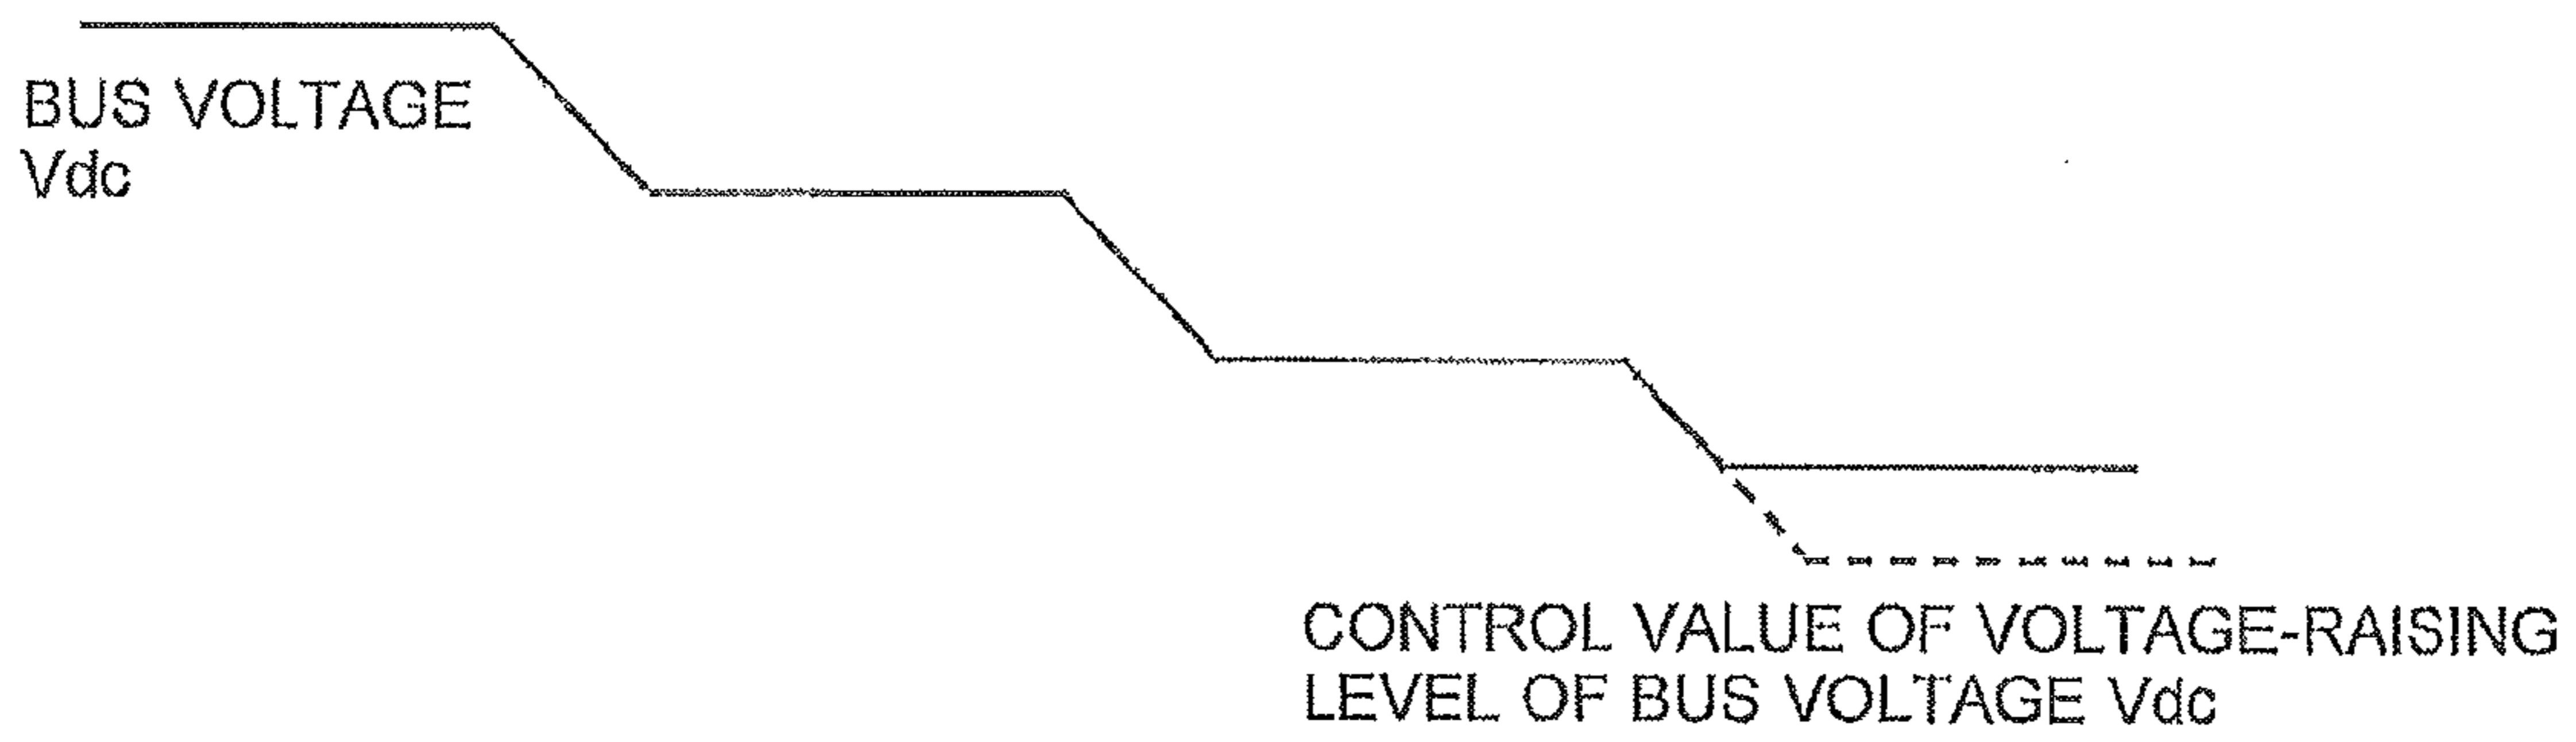 BUS VOLTAGE
Vdc
CONTROL VALUE OF VOLTAGE-RAISING
LEVEL OF BUS VOLTAGE Vdc